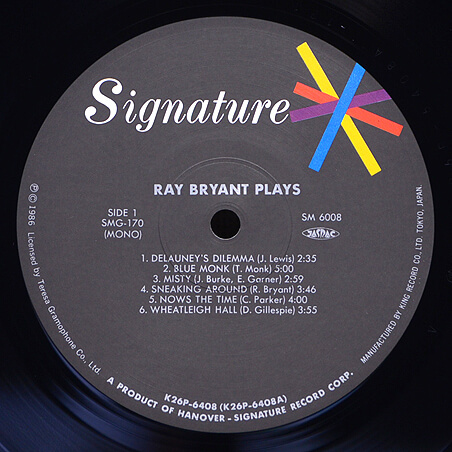 Signature
RAY BRYANT PLAYS
SIDE 1
SMG-170
(MONO)
SM 6008
JASRAC
1. DELAUNEY'S DILEMMA (J. Lewis) 2:35
2. BLUE MONK (T. Monk) 5:00
3. MISTY (J. Burke, E. Garner) 2:59
4. SNEAKING AROUND (R. Bryant) 3:46
5. NOWS THE TIME (C. Parker) 4:00
6. WHEATLEIGH HALL (D. Gillespie) 3:55
K26P-6408 (K26P-6408A)
A PRODUCT OF HANOVER - SIGNATURE RECORD CORP.
Ⓟ © 1986 Licensed by Teresa Gramophone Co., Ltd.
MANUFACTURED BY KING RECORD CO., LTD. TOKYO, JAPAN.